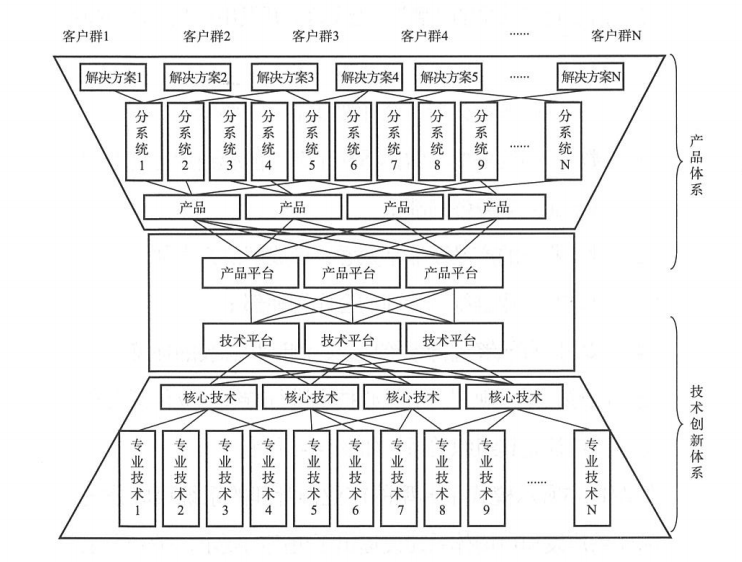 客户群1 客户群2 客户群3 客户群4 …… 客户群N
解决方案1 解决方案2 解决方案3 解决方案4 解决方案5 …… 解决方案N
分系统1 分系统2 分系统3 分系统4 分系统5 分系统6 分系统7 分系统8 分系统9 …… 分系统N
产品 产品 产品 产品
产品体系
产品平台 产品平台 产品平台
技术平台 技术平台 技术平台
核心技术 核心技术 核心技术 核心技术
专业技术1 专业技术2 专业技术3 专业技术4 专业技术5 专业技术6 专业技术7 专业技术8 专业技术9 …… 专业技术N
技术创新体系